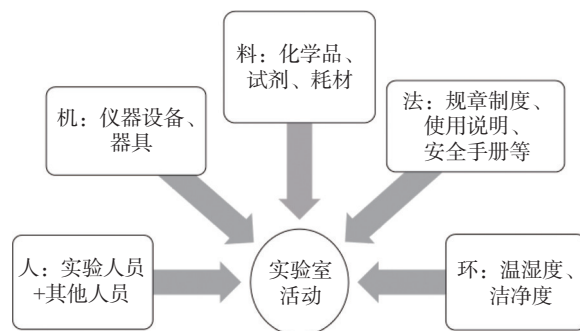 料：化学品、
试剂、耗材
机：仪器设备、
器具
法：规章制度、
使用说明、
安全手册等
人：实验人员
+其他人员
实验室
活动
环：温湿度、
洁净度